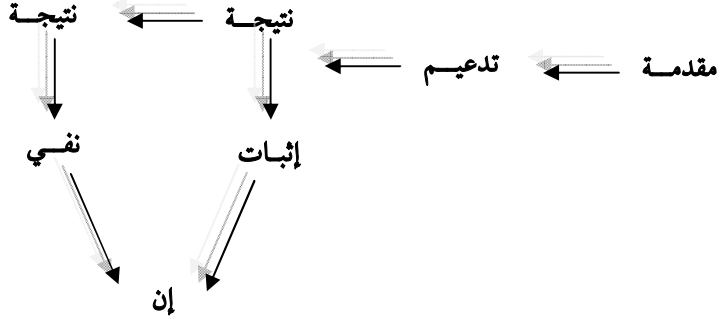 مقدمة تدعيم نتيجة نتيجة
إثبات نفي
إن